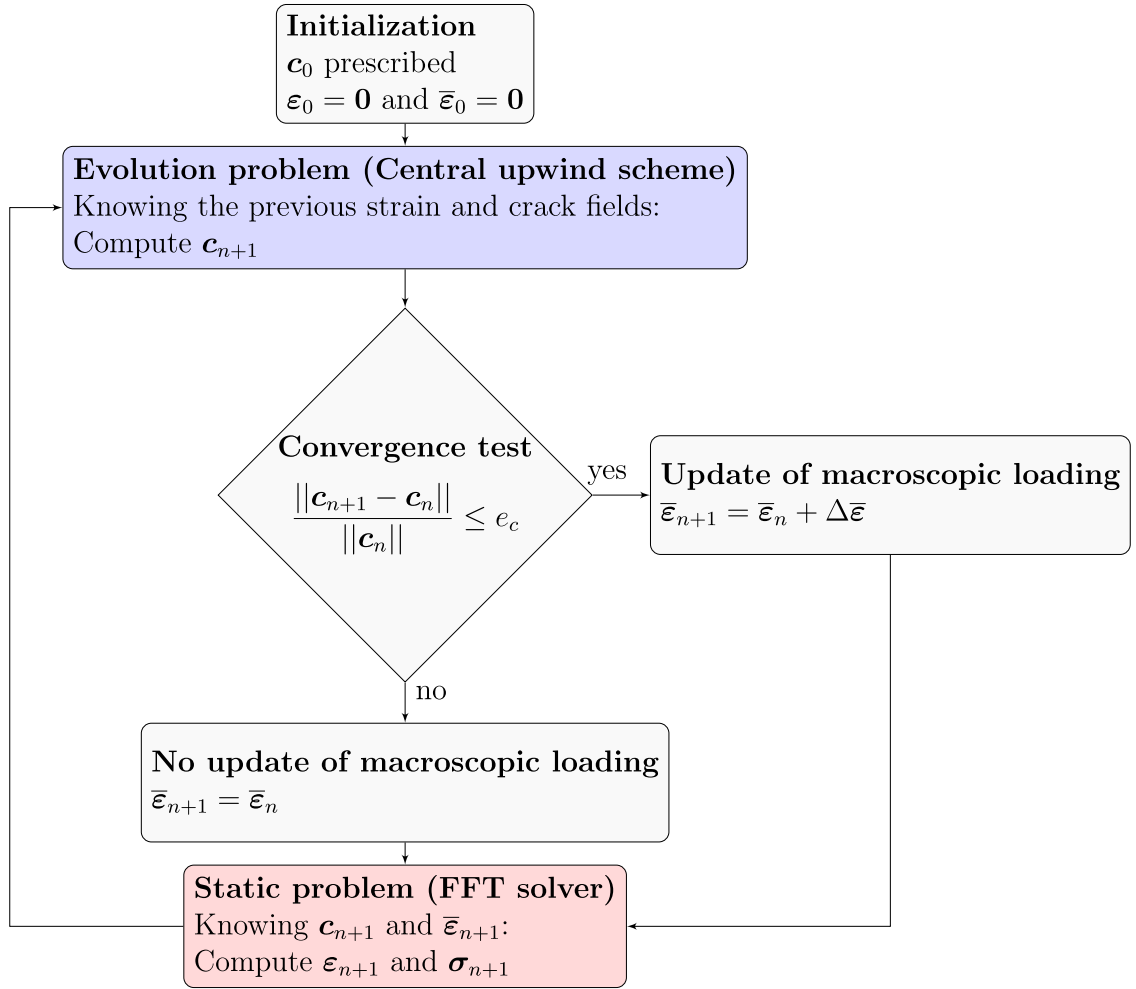 Initialization
𝒄₀ prescribed
𝜺₀ = 𝟎 and 𝜺̅₀ = 𝟎
Evolution problem (Central upwind scheme)
Knowing the previous strain and crack fields:
Compute 𝒄ₙ₊₁
Convergence test
||𝒄ₙ₊₁ − 𝒄ₙ||
≤ e_c
||𝒄ₙ||
yes
Update of macroscopic loading
𝜺̅ₙ₊₁ = 𝜺̅ₙ + Δ𝜺̅
no
No update of macroscopic loading
𝜺̅ₙ₊₁ = 𝜺̅ₙ
Static problem (FFT solver)
Knowing 𝒄ₙ₊₁ and 𝜺̅ₙ₊₁:
Compute 𝜺ₙ₊₁ and 𝝈ₙ₊₁